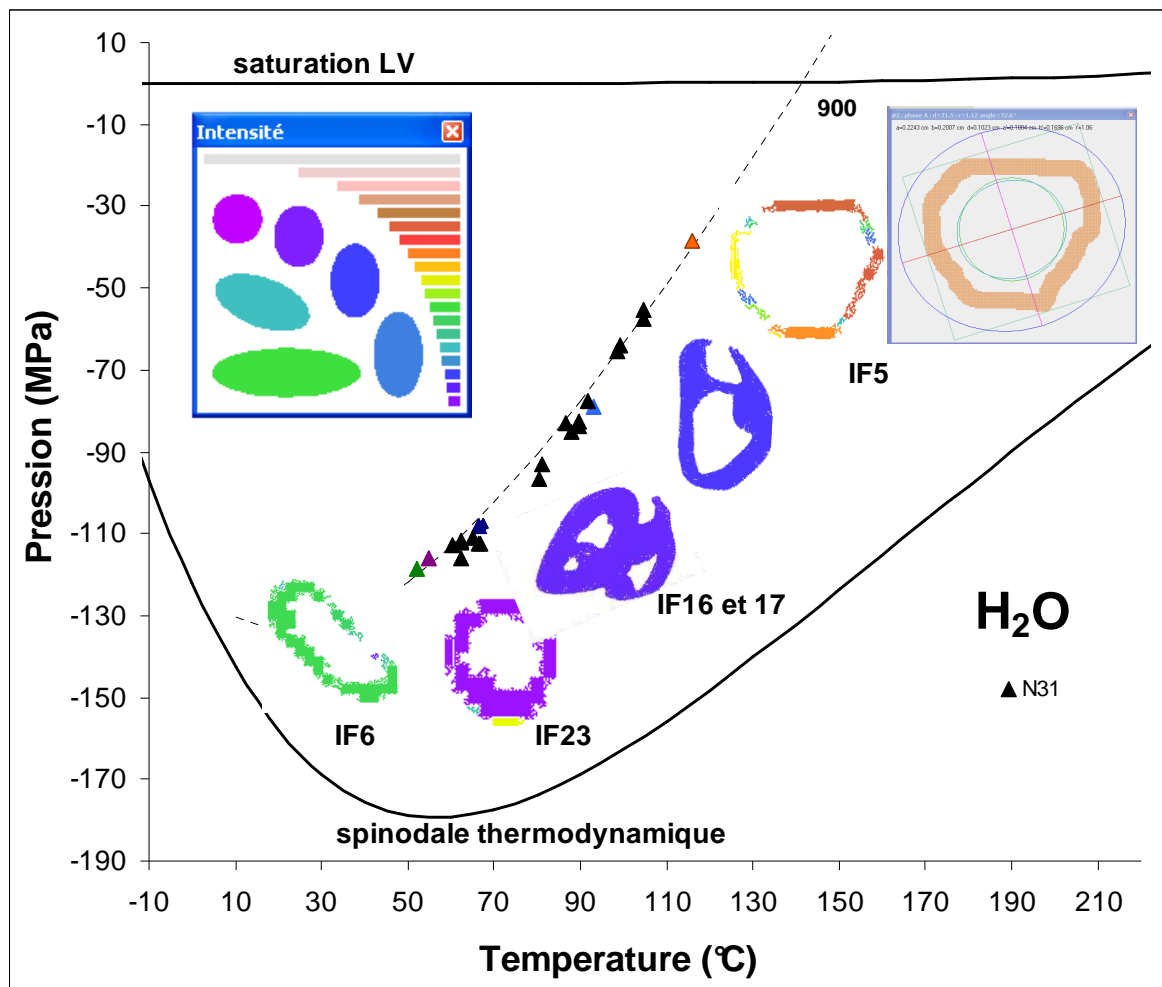 10
-10
-30
-50
-70
-90
-110
-130
-150
-170
-190
Pression (MPa)
saturation LV
Intensité
900
IF5
IF16 et 17
IF6
IF23
H₂O
N31
spinodale thermodynamique
-10
10
30
50
70
90
110
130
150
170
190
210
Temperature (°C)